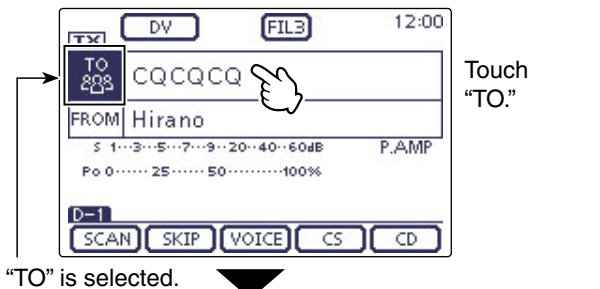 DV FIL3 12:00
TX
TO CQCQCQ
FROM Hirano
S 1···3···5···7···9··20··40··60dB P.AMP
Po 0······ 25 ······ 50 ··········100%
D-1
SCAN SKIP VOICE CS CD
Touch
“TO.”
“TO” is selected.